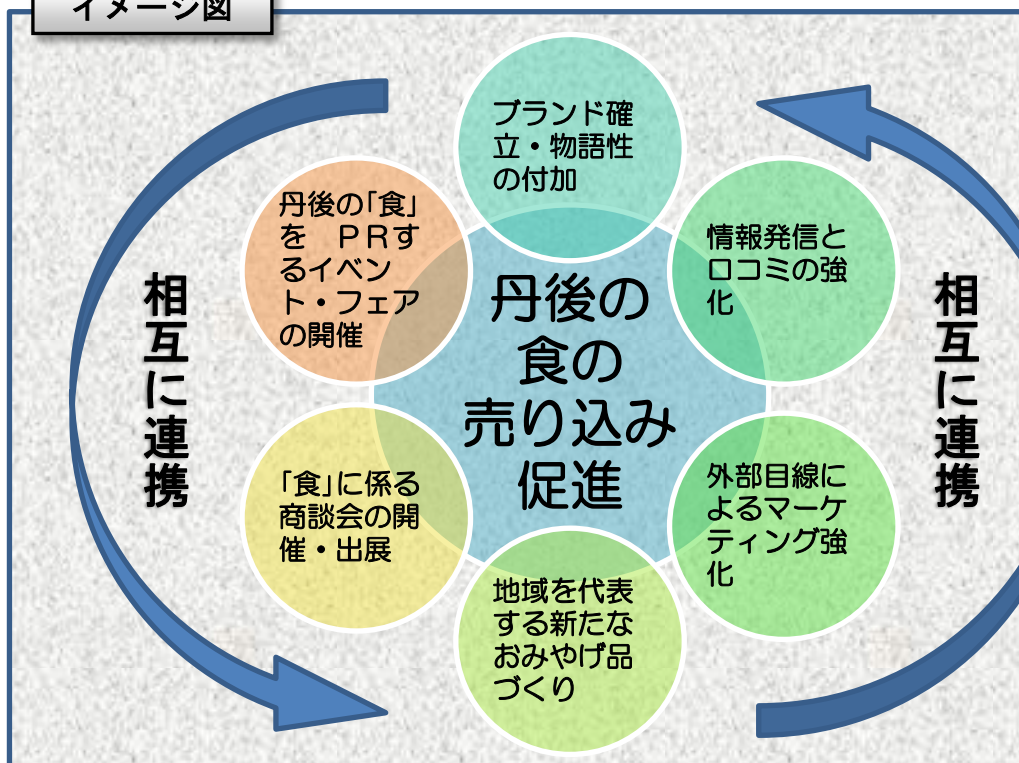 イメージ図
ブランド確
立・物語性
の付加
丹後の「食」
を　ＰＲす
るイベン
ト・フェア
の開催
情報発信と
口コミの強
化
相互に連携
丹後の
食の
売り込み
促進
相互に連携
「食」に係る
商談会の開
催・出展
外部目線に
よるマーケ
ティング強
化
地域を代表
する新たな
おみやげ品
づくり